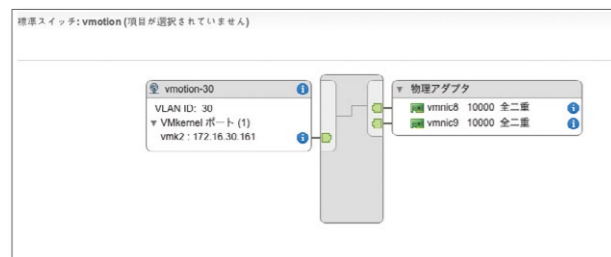 標準スイッチ: vmotion (項目が選択されていません)
vmotion-30
VLAN ID: 30
VMkernel ポート (1)
vmk2 : 172.16.30.161
物理アダプタ
vmnic8 10000 全二重
vmnic9 10000 全二重